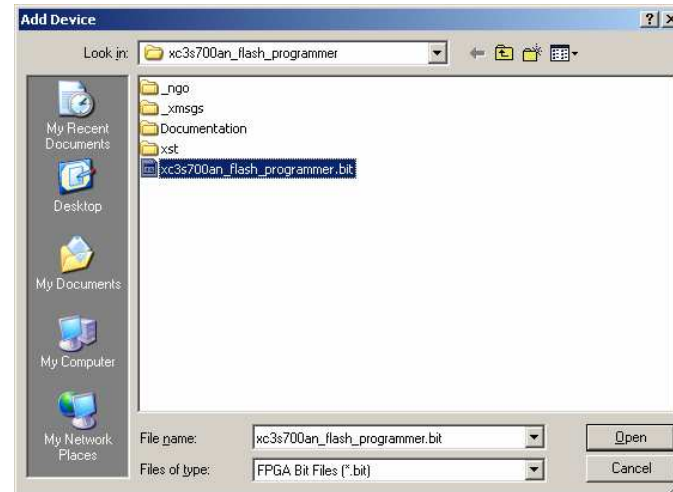 Add Device
Look in: xc3s700an_flash_programmer
_ngo
_xmsgs
Documentation
xst
xc3s700an_flash_programmer.bit
My Recent
Documents
Desktop
My Documents
My Computer
My Network
Places
File name: xc3s700an_flash_programmer.bit Open
Files of type: FPGA Bit Files (*.bit) Cancel